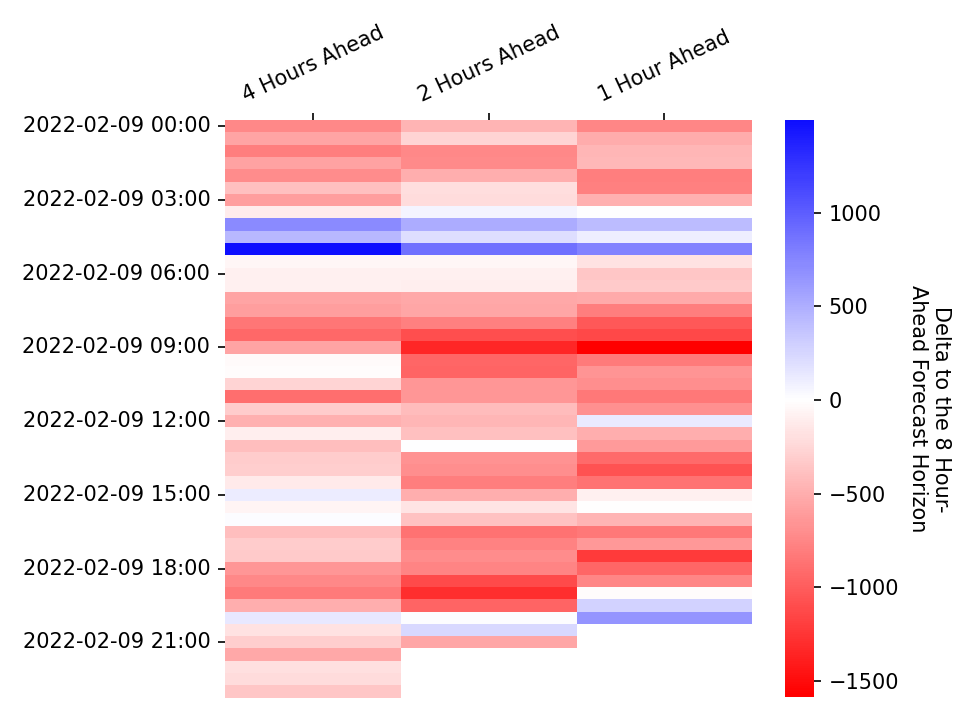 4 Hours Ahead
2 Hours Ahead
1 Hour Ahead
2022-02-09 00:00
2022-02-09 03:00
2022-02-09 06:00
2022-02-09 09:00
2022-02-09 12:00
2022-02-09 15:00
2022-02-09 18:00
2022-02-09 21:00
1000
500
0
−500
−1000
−1500
Delta to the 8 Hour-
Ahead Forecast Horizon